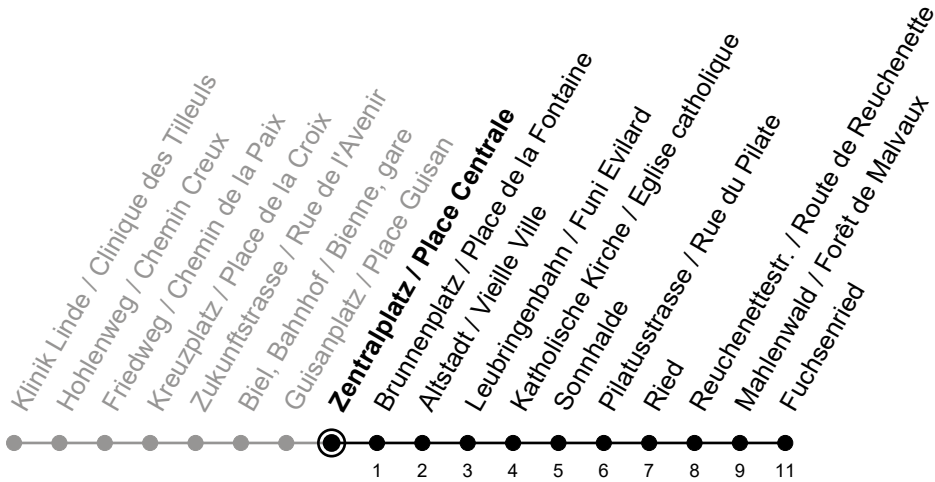 Klinik Linde / Clinique des Tilleuls
Hohlenweg / Chemin Creux
Friedweg / Chemin de la Paix
Kreuzplatz / Place de la Croix
Zukunftstrasse / Rue de l'Avenir
Biel, Bahnhof / Bienne, gare
Guisanplatz / Place Guisan
Zentralplatz / Place Centrale
Brunnenplatz / Place de la Fontaine
Altstadt / Vieille Ville
Leubringenbahn / Funi Evilard
Katholische Kirche / Eglise catholique
Sonnhalde
Pilatusstrasse / Rue du Pilate
Ried
Reuchenettestr. / Route de Reuchenette
Mahlenwald / Forêt de Malvaux
Fuchsenried
1 2 3 4 5 6 7 8 9 11